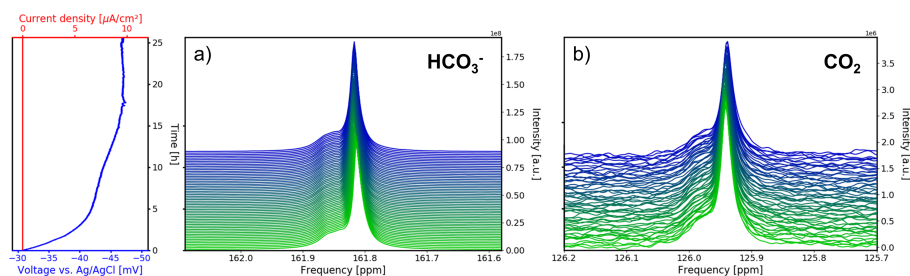 Current density [µA/cm²]
0 5 10
25
20
15
10
5
0
Time [h]
−30 −35 −40 −45 −50
Voltage vs. Ag/AgCl [mV]
a)
HCO₃⁻
1e8
1.75
1.50
1.25
1.00
0.75
0.50
0.25
0.00
Intensity [a.u.]
162.0 161.9 161.8 161.7 161.6
Frequency [ppm]
b)
CO₂
1e6
3.5
3.0
2.5
2.0
1.5
1.0
0.5
0.0
Intensity [a.u.]
126.2 126.1 126.0 125.9 125.8 125.7
Frequency [ppm]